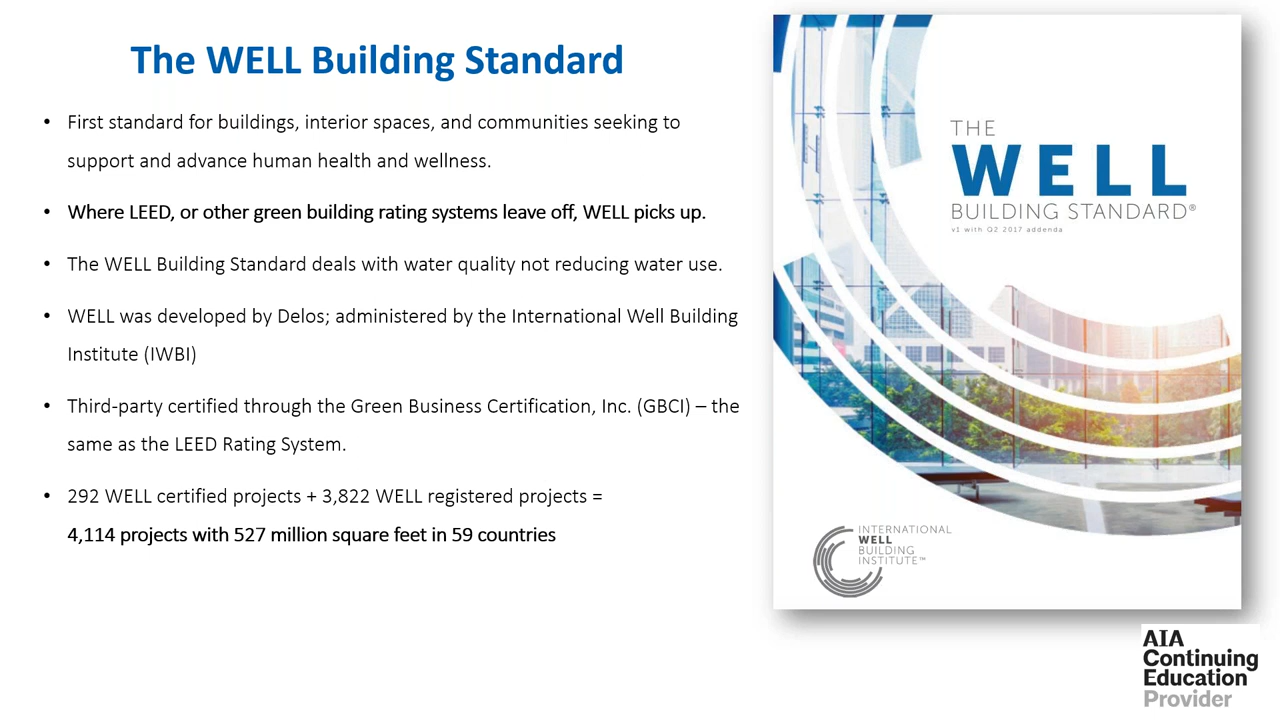 The WELL Building Standard
• First standard for buildings, interior spaces, and communities seeking to
support and advance human health and wellness.
• Where LEED, or other green building rating systems leave off, WELL picks up.
• The WELL Building Standard deals with water quality not reducing water use.
• WELL was developed by Delos; administered by the International Well Building
Institute (IWBI)
• Third-party certified through the Green Business Certification, Inc. (GBCI) – the
same as the LEED Rating System.
• 292 WELL certified projects + 3,822 WELL registered projects =
4,114 projects with 527 million square feet in 59 countries
THE
WELL
BUILDING STANDARD®
v1 with Q2 2017 addenda
INTERNATIONAL
WELL
BUILDING
INSTITUTE™
AIA
Continuing
Education
Provider